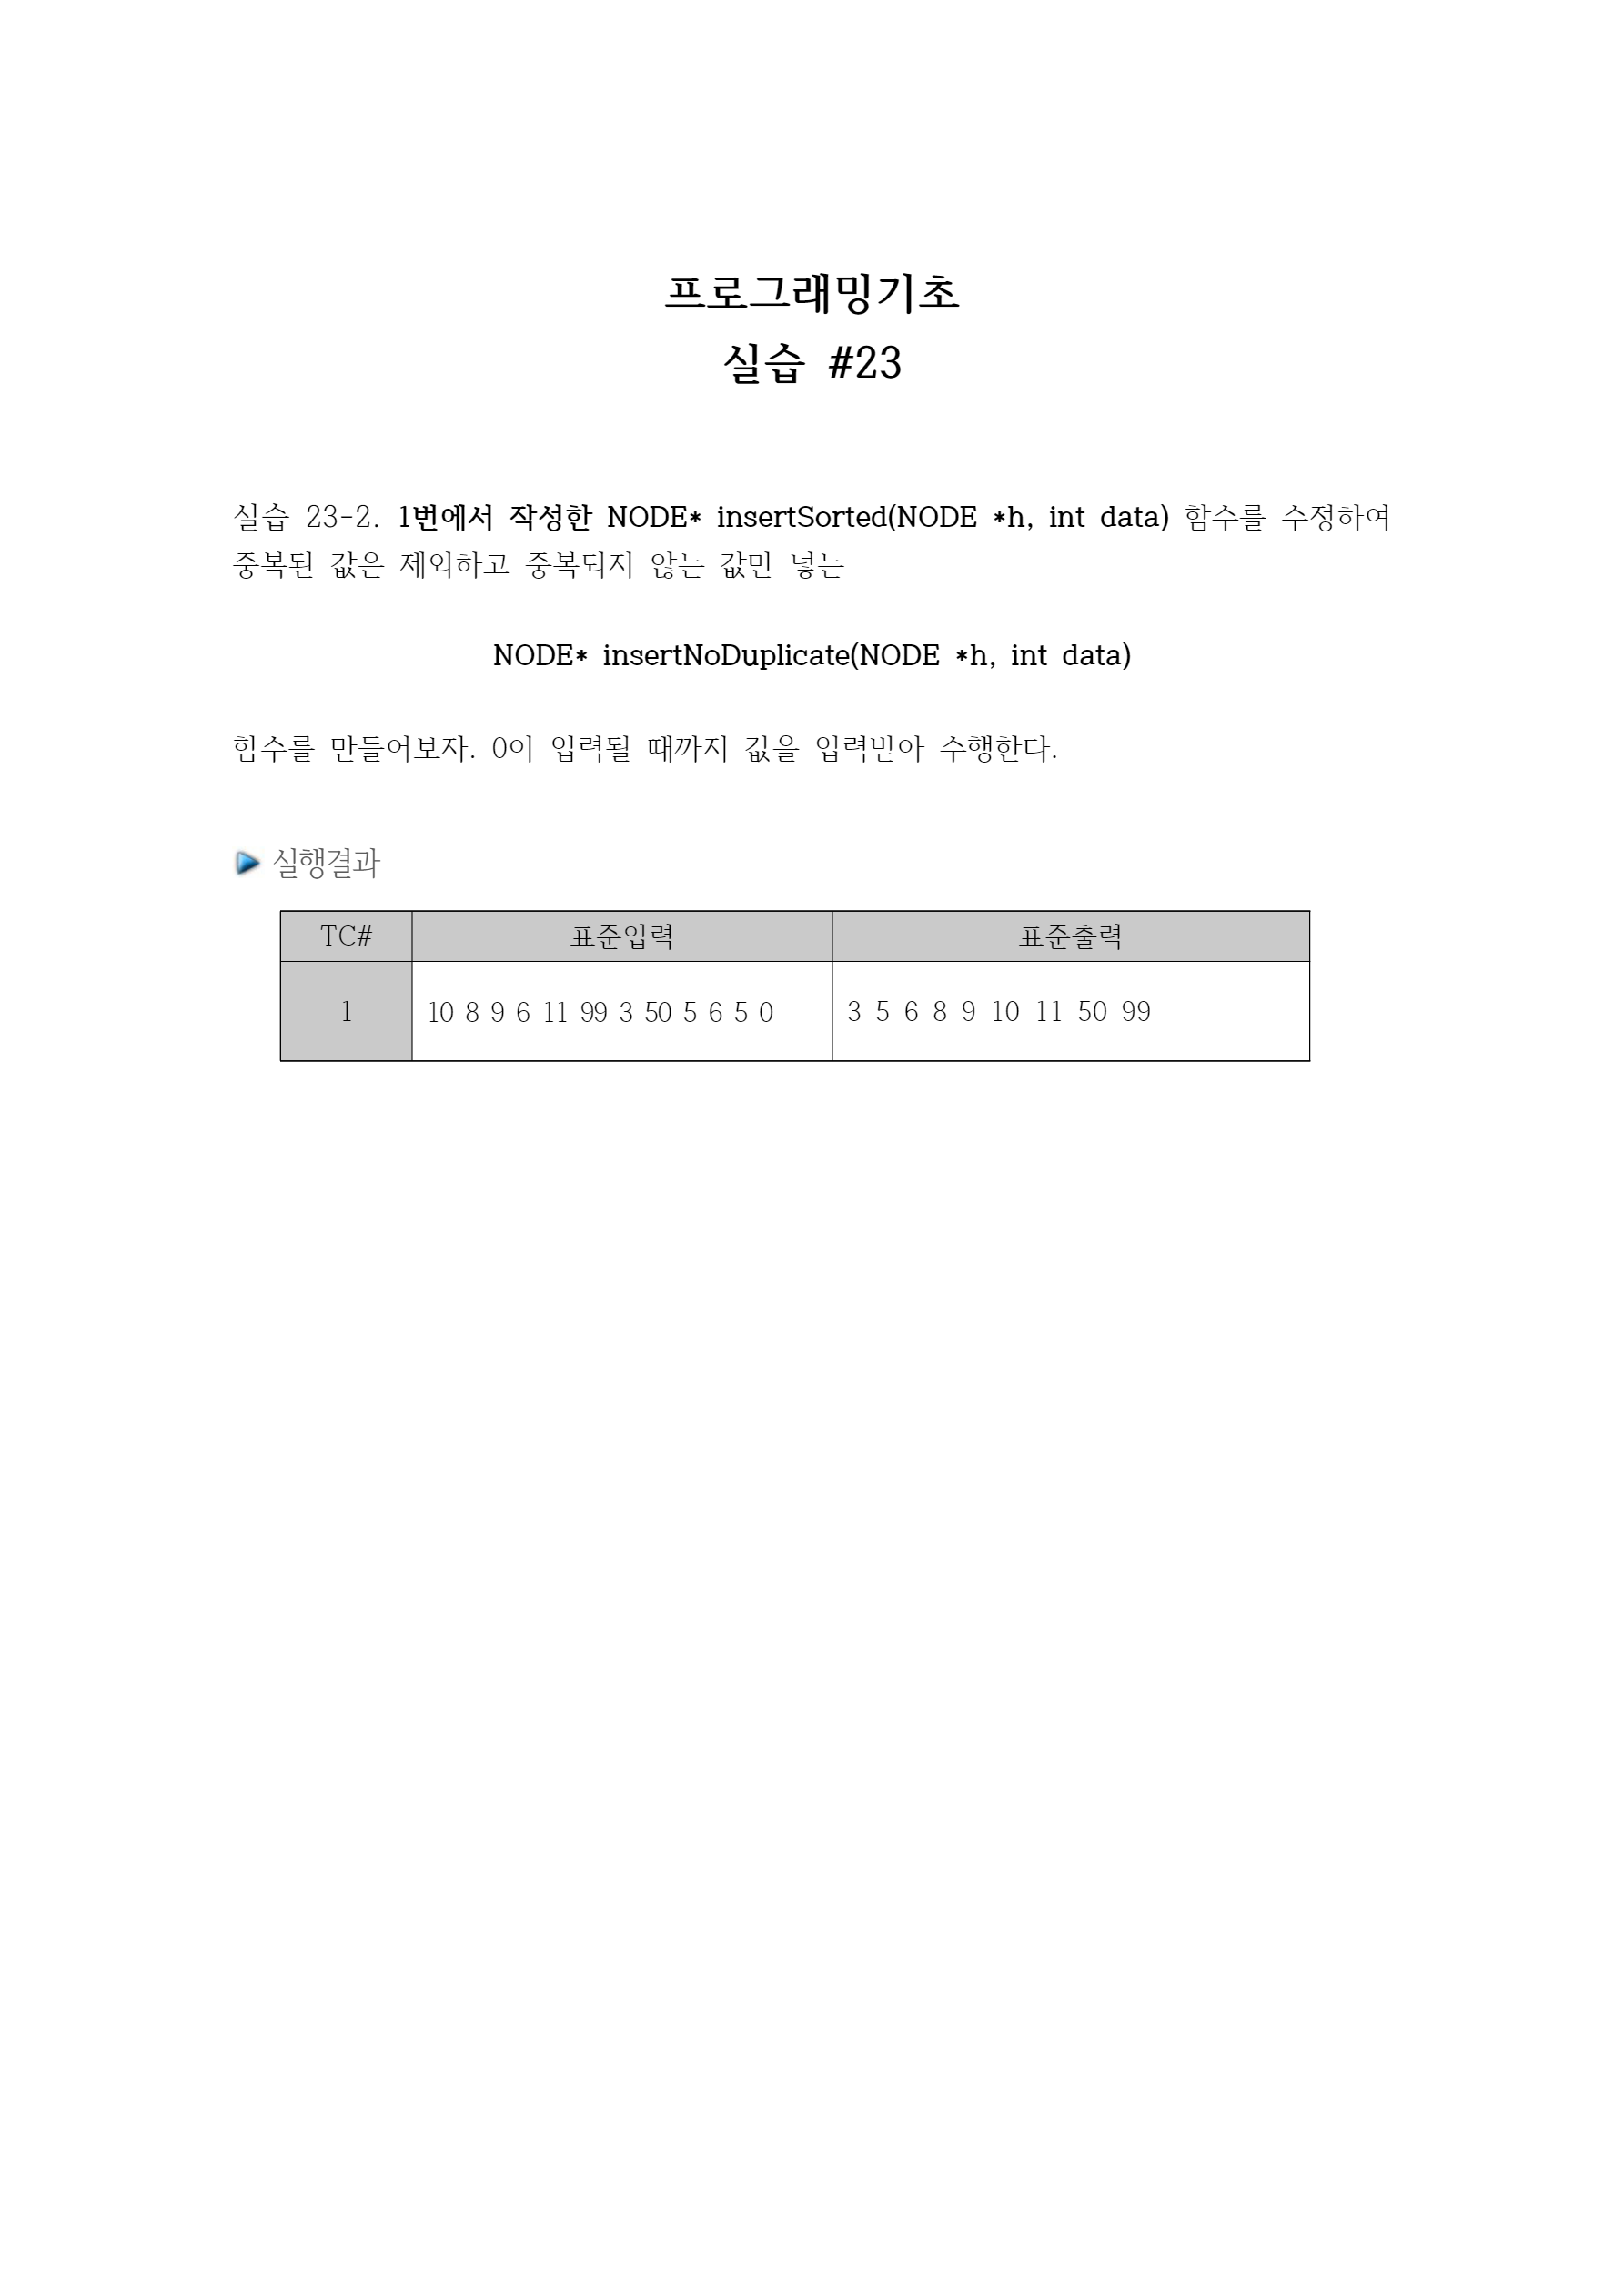 프로그래밍기초
실습 #23
실습 23-2. 1번에서 작성한 NODE* insertSorted(NODE *h, int data) 함수를 수정하여
중복된 값은 제외하고 중복되지 않는 값만 넣는
NODE* insertNoDuplicate(NODE *h, int data)
함수를 만들어보자. 0이 입력될 때까지 값을 입력받아 수행한다.
실행결과
TC# 표준입력 표준출력
1 10 8 9 6 11 99 3 50 5 6 5 0 3 5 6 8 9 10 11 50 99